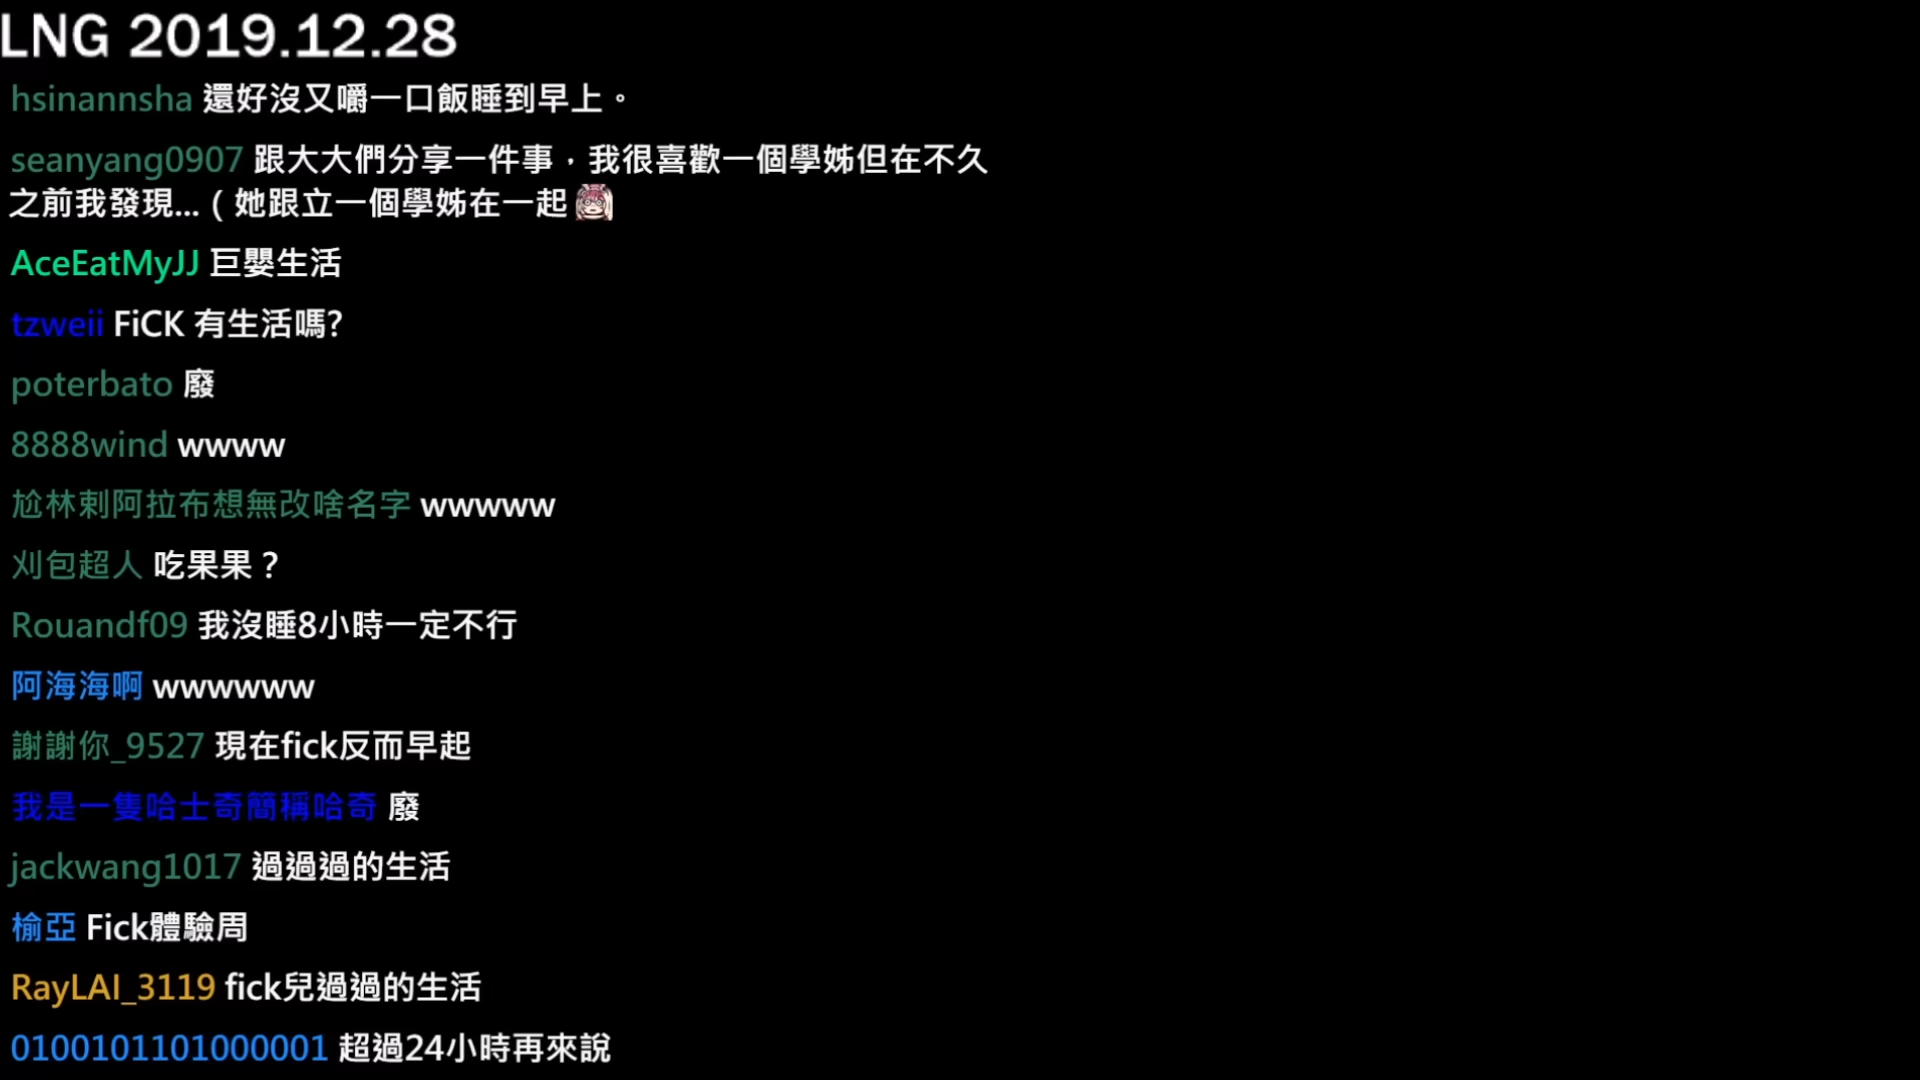 LNG 2019.12.28
hsinannsha 還好沒又嚼一口飯睡到早上。
seanyang0907 跟大大們分享一件事，我很喜歡一個學姊但在不久
之前我發現...（她跟立一個學姊在一起
AceEatMyJJ 巨嬰生活
tzweii FiCK 有生活嗎?
poterbato 廢
8888wind wwww
尬林剌阿拉布想無改啥名字 wwwww
刈包超人 吃果果？
Rouandf09 我沒睡8小時一定不行
阿海海啊 wwwwww
謝謝你_9527 現在fick反而早起
我是一隻哈士奇簡稱哈奇 廢
jackwang1017 過過過的生活
榆亞 Fick體驗周
RayLAI_3119 fick兒過過的生活
0100101101000001 超過24小時再來說